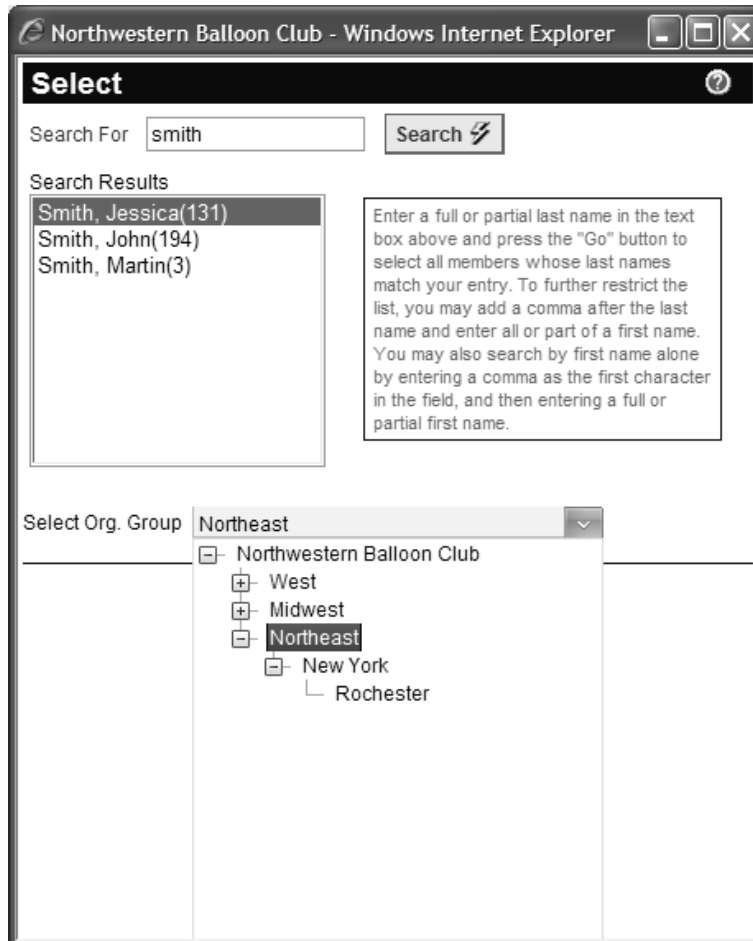 Northwestern Balloon Club - Windows Internet Explorer
Select
Search For smith Search
Search Results
Smith, Jessica(131)
Smith, John(194)
Smith, Martin(3)
Enter a full or partial last name in the text
box above and press the "Go" button to
select all members whose last names
match your entry. To further restrict the
list, you may add a comma after the last
name and enter all or part of a first name.
You may also search by first name alone
by entering a comma as the first character
in the field, and then entering a full or
partial first name.
Select Org. Group Northeast
Northwestern Balloon Club
West
Midwest
Northeast
New York
Rochester